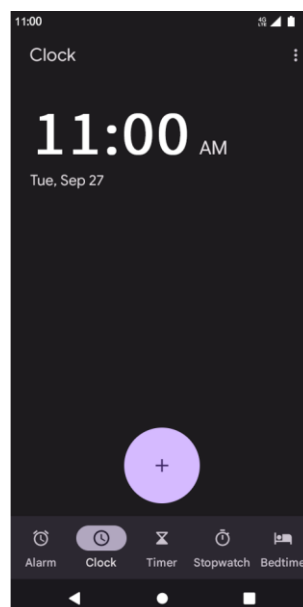 11:00
Clock
11:00 AM
Tue, Sep 27
+
Alarm Clock Timer Stopwatch Bedtime